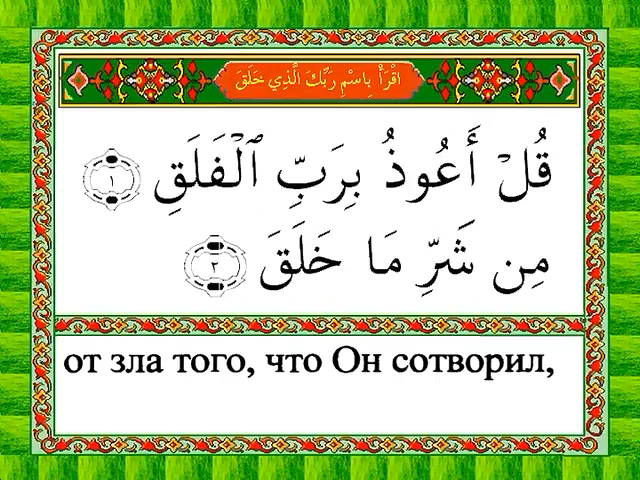 اقْرَأْ بِاسْمِ رَبِّكَ الَّذِي خَلَقَ
قُلْ أَعُوذُ بِرَبِّ ٱلْفَلَقِ ١
مِن شَرِّ مَا خَلَقَ ٢
от зла того, что Он сотворил,